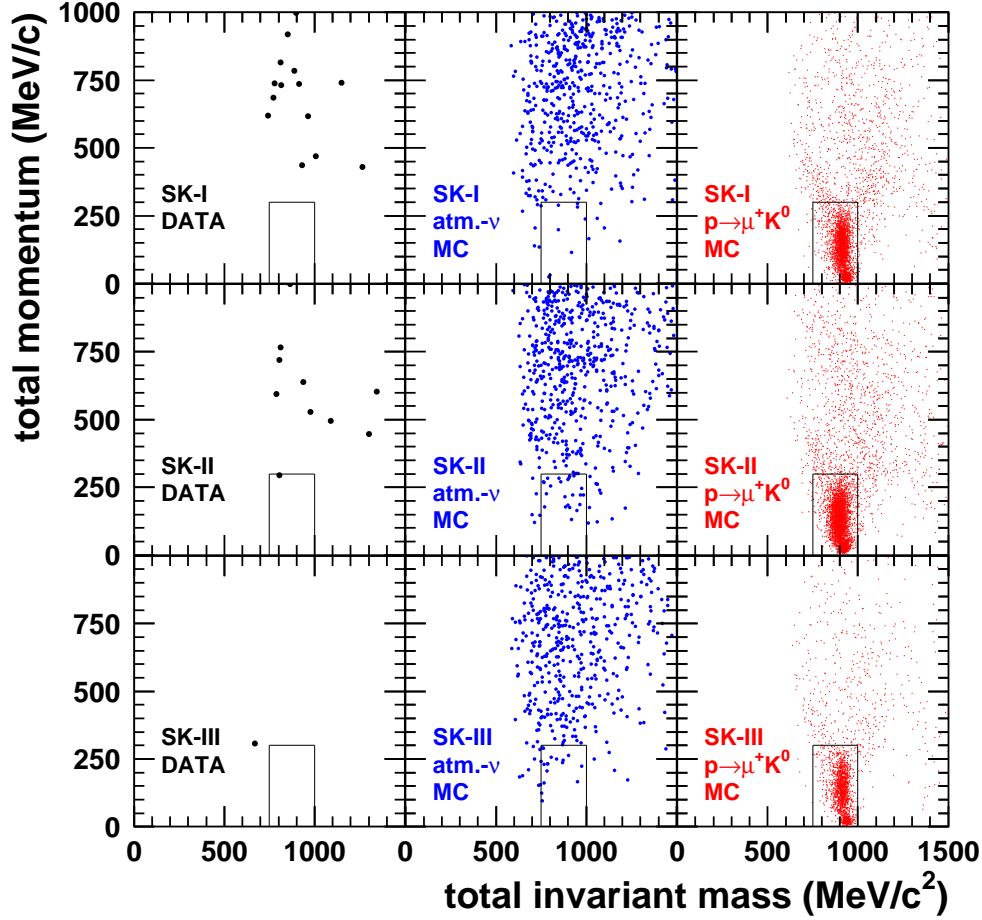 total momentum (MeV/c)
1000
750
500
250
0
SK-I
DATA
SK-I
atm.-ν
MC
SK-I
p→μ⁺K⁰
MC
750
500
250
0
SK-II
DATA
SK-II
atm.-ν
MC
SK-II
p→μ⁺K⁰
MC
750
500
250
0
SK-III
DATA
SK-III
atm.-ν
MC
SK-III
p→μ⁺K⁰
MC
0 500 1000 0 500 1000 0 500 1000 1500
total invariant mass (MeV/c²)